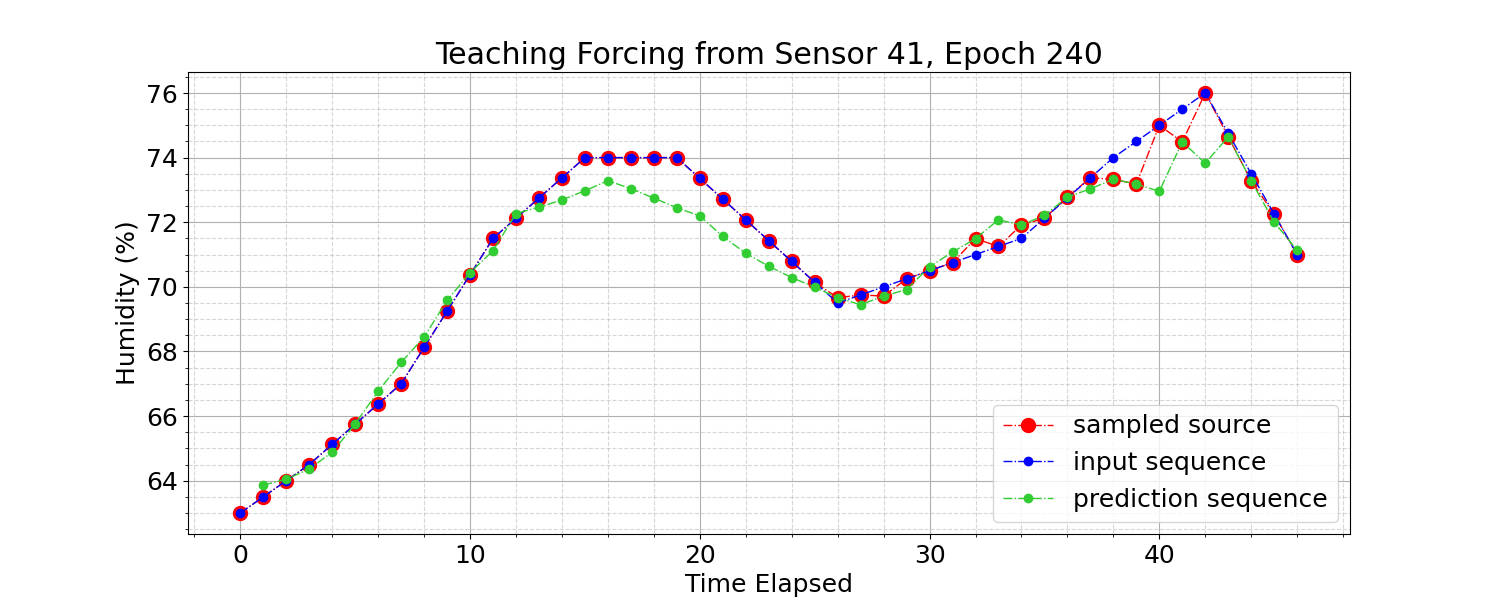 Teaching Forcing from Sensor 41, Epoch 240
76
74
72
70
68
66
64
Humidity (%)
sampled source
input sequence
prediction sequence
0 10 20 30 40
Time Elapsed